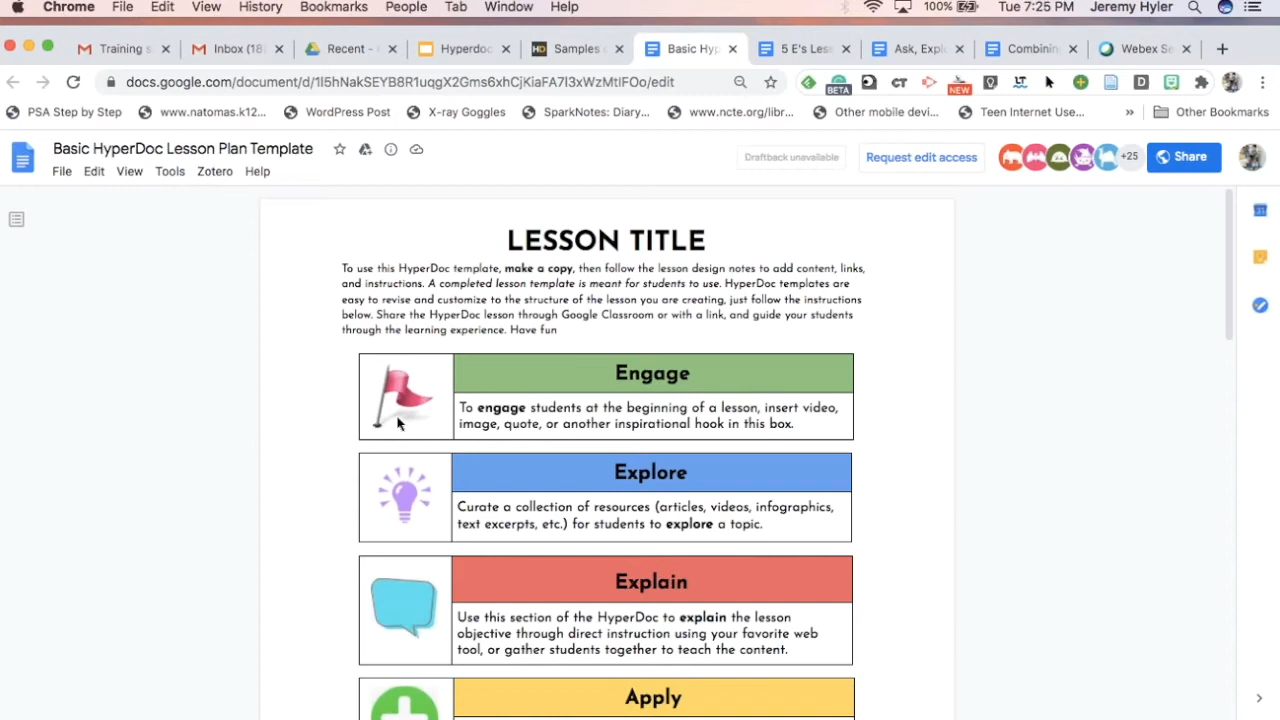 Chrome File Edit View History Bookmarks People Tab Window Help 100% Tue 7:25 PM Jeremy Hyler
Training s Inbox (18 Recent - Hyperdoc HD Samples Basic Hyp 5 E's Less Ask, Explo Combining Webex Se
docs.google.com/document/d/
PSA Step by Step www.natomas.k12... WordPress Post X-ray Goggles SparkNotes: Diary... www.ncte.org/libr... Other mobile devi... Teen Internet Use... » Other Bookmarks
BETA CT NEW LT D
Basic HyperDoc Lesson Plan Template
Draftback unavailable Request edit access +25 Share
File Edit View Tools Zotero Help
LESSON TITLE
To use this HyperDoc template, make a copy, then follow the lesson design notes to add content, links,
and instructions. A completed lesson template is meant for students to use. HyperDoc templates are
easy to revise and customize to the structure of the lesson you are creating, just follow the instructions
below. Share the HyperDoc lesson through Google Classroom or with a link, and guide your students
through the learning experience. Have fun
Engage
To engage students at the beginning of a lesson, insert video,
image, quote, or another inspirational hook in this box.
Explore
Curate a collection of resources (articles, videos, infographics,
text excerpts, etc.) for students to explore a topic.
Explain
Use this section of the HyperDoc to explain the lesson
objective through direct instruction using your favorite web
tool, or gather students together to teach the content.
Apply